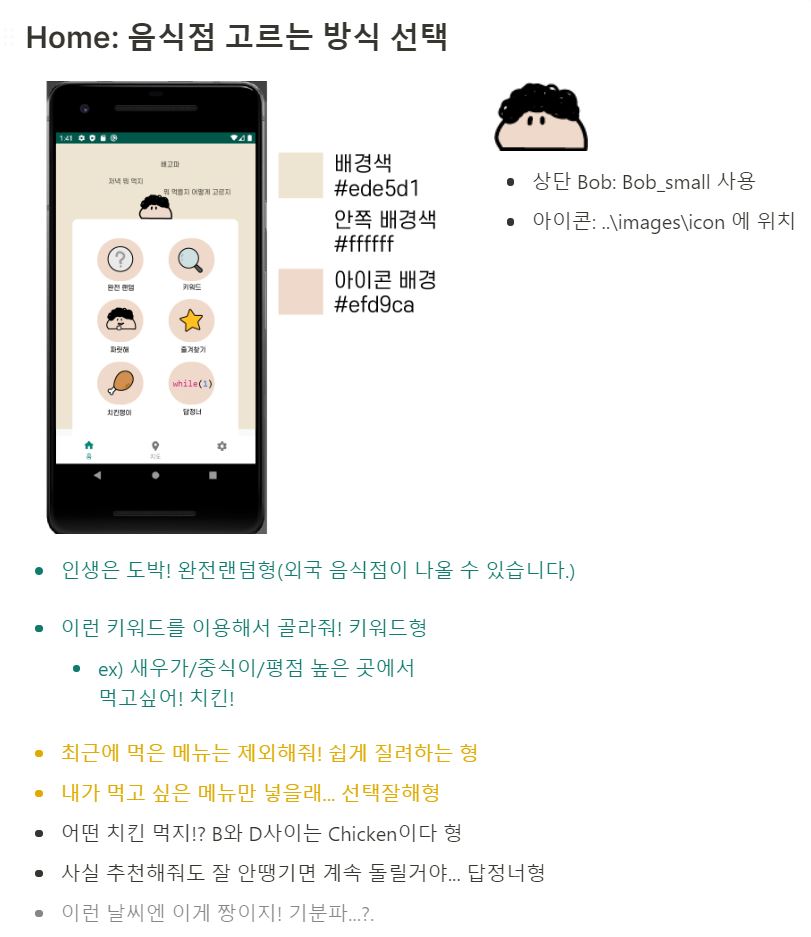 Home: 음식점 고르는 방식 선택
1:41
배고파
저녁 뭐 먹지
뭐 먹을지 어떻게 고르지
완전 랜덤
키워드
파릿해
즐겨찾기
while(1)
치킨형이
답정너
홈
지도
배경색
#ede5d1
안쪽 배경색
#ffffff
아이콘 배경
#efd9ca
상단 Bob: Bob_small 사용
아이콘: ..\images\icon 에 위치
인생은 도박! 완전랜덤형(외국 음식점이 나올 수 있습니다.)
이런 키워드를 이용해서 골라줘! 키워드형
ex) 새우가/중식이/평점 높은 곳에서
먹고싶어! 치킨!
최근에 먹은 메뉴는 제외해줘! 쉽게 질려하는 형
내가 먹고 싶은 메뉴만 넣을래... 선택잘해형
어떤 치킨 먹지!? B와 D사이는 Chicken이다 형
사실 추천해줘도 잘 안땡기면 계속 돌릴거야... 답정너형
이런 날씨엔 이게 짱이지! 기분파...?.